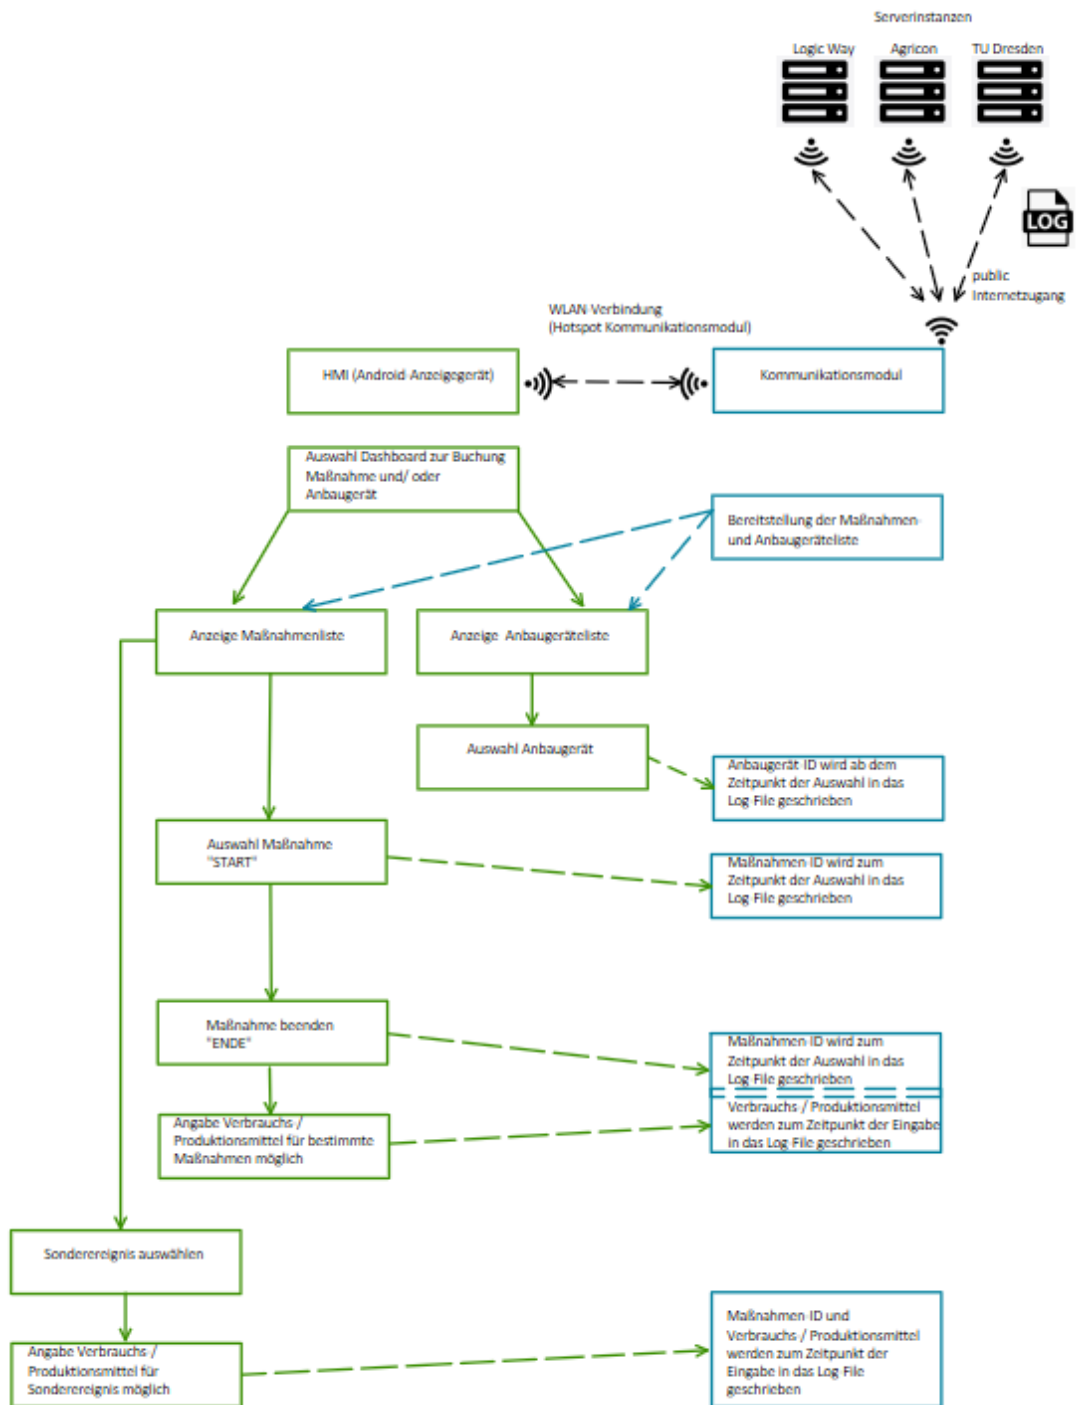 Serverinstanzen
Logic Way
Agricon
TU Dresden
LOG
public
Internetzugang
WLAN-Verbindung
(Hotspot Kommunikationsmodul)
HMI (Android-Anzeigegerät)
Kommunikationsmodul
Auswahl Dashboard zur Buchung
Maßnahme und/ oder
Anbaugerät
Bereitstellung der Maßnahmen-
und Anbaugeräteliste
Anzeige Maßnahmenliste
Anzeige Anbaugeräteliste
Auswahl Anbaugerät
Anbaugerät-ID wird ab dem
Zeitpunkt der Auswahl in das
Log-File geschrieben
Auswahl Maßnahme
"START"
Maßnahmen-ID wird zum
Zeitpunkt der Auswahl in das
Log-File geschrieben
Maßnahme beenden
"ENDE"
Maßnahmen-ID wird zum
Zeitpunkt der Auswahl in das
Log-File geschrieben
Angabe Verbrauchs-/
Produktionsmittel für bestimmte
Maßnahmen möglich
Verbrauchs-/ Produktionsmittel
werden zum Zeitpunkt der Eingabe
in das Log-File geschrieben
Sonderereignis auswählen
Angabe Verbrauchs-/
Produktionsmittel für
Sonderereignis möglich
Maßnahmen-ID und
Verbrauchs-/ Produktionsmittel
werden zum Zeitpunkt der
Eingabe in das Log-File
geschrieben